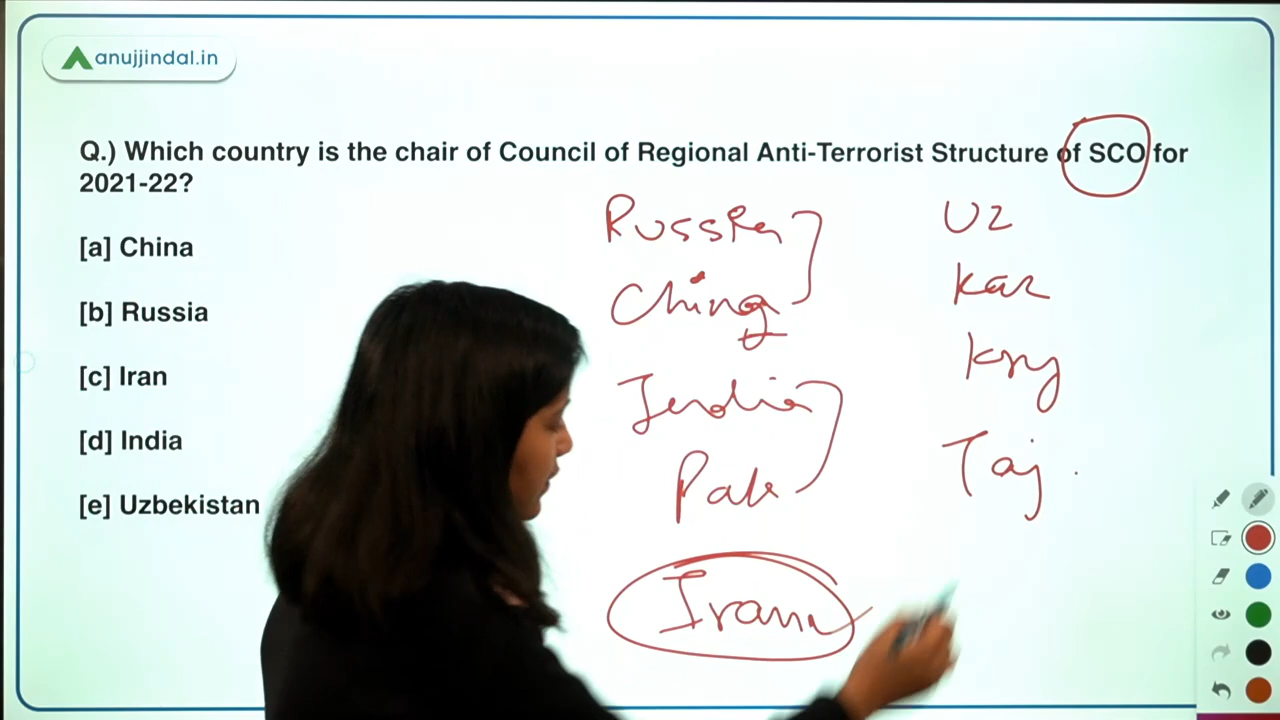 anujjindal.in
Q.) Which country is the chair of Council of Regional Anti-Terrorist Structure of SCO for
2021-22?
[a] China
[b] Russia
[c] Iran
[d] India
[e] Uzbekistan
Russia
China
India
Pak
Iran
Uz
Kaz
Kry
Taj